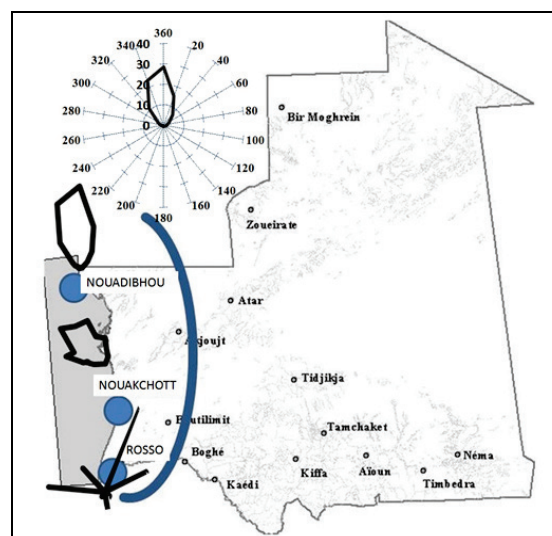 360
340
20
320
40
300
60
280
80
260
100
240
120
220
140
200
160
180
40
30
20
10
0
Bir Moghrein
Zoueirate
NOUADIBHOU
Atar
Akjoujt
Tidjikja
NOUAKCHOTT
Boutilimit
Tamchaket
ROSSO
Boghé
Kiffa
Aïoun
Néma
Kaédi
Timbedra